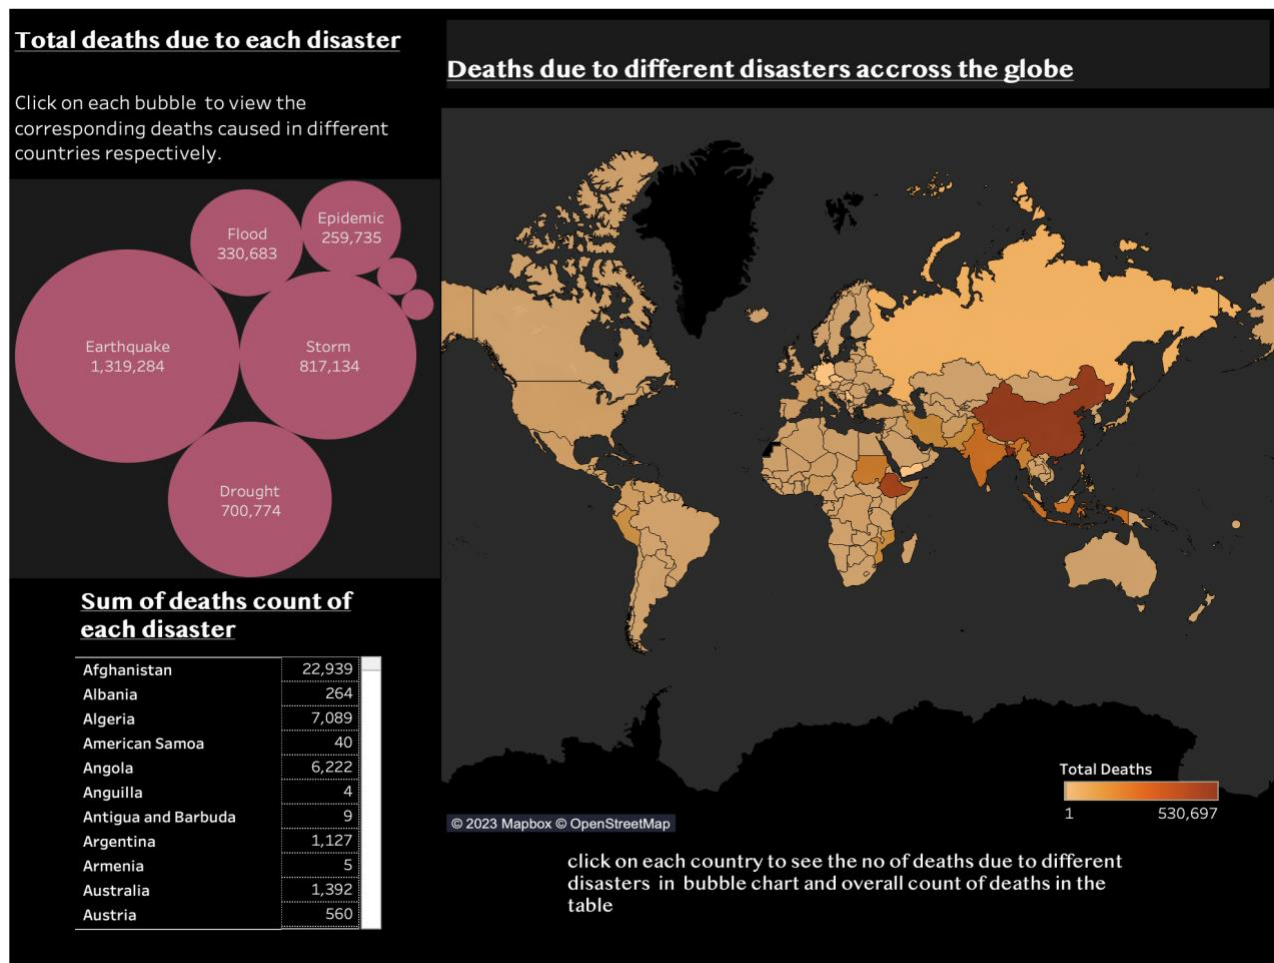 Total deaths due to each disaster
Click on each bubble  to view the
corresponding deaths caused in different
countries respectively.
Flood
330,683
Epidemic
259,735
Earthquake
1,319,284
Storm
817,134
Drought
700,774
Sum of deaths count of
each disaster
Afghanistan 22,939
Albania 264
Algeria 7,089
American Samoa 40
Angola 6,222
Anguilla 4
Antigua and Barbuda 9
Argentina 1,127
Armenia 5
Australia 1,392
Austria 560
Deaths due to different disasters accross the globe
Total Deaths
1 530,697
© 2023 Mapbox © OpenStreetMap
click on each country to see the no of deaths due to different
disasters  in  bubble chart and overall count of deaths in the
table